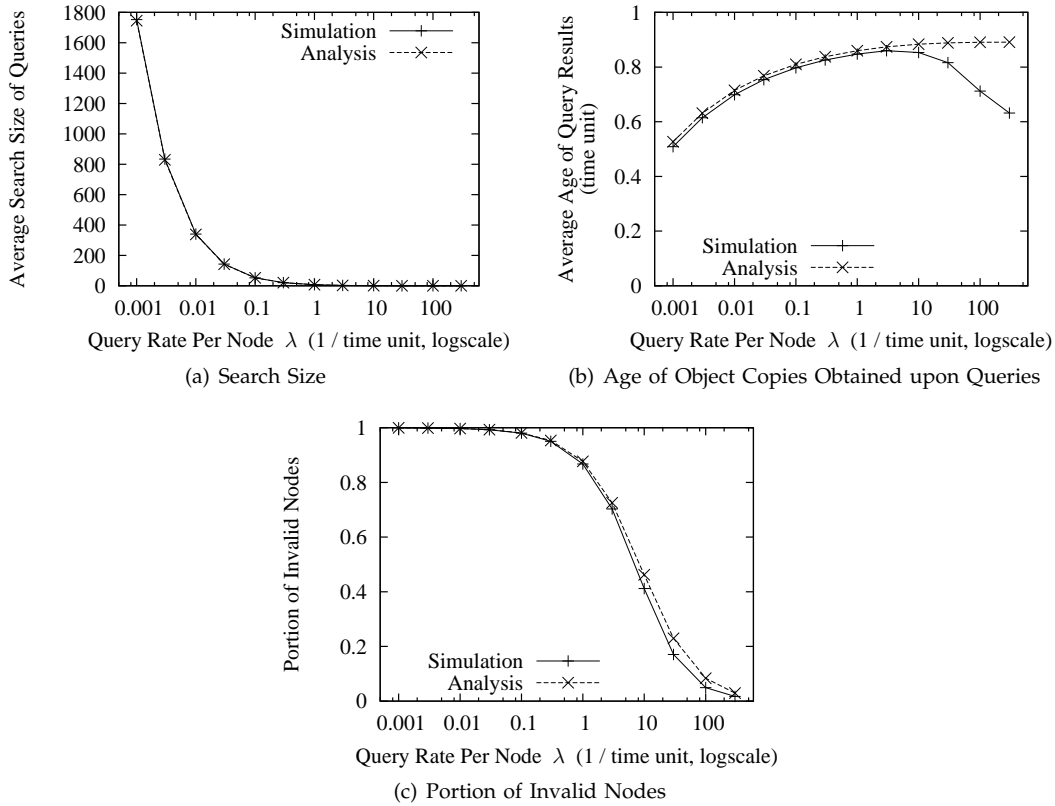 Average Search Size of Queries
1800
1600
1400
1200
1000
800
600
400
200
0
Simulation
Analysis
0.001 0.01 0.1 1 10 100
Query Rate Per Node λ (1 / time unit, logscale)
(a) Search Size
Average Age of Query Results
(time unit)
1
0.8
0.6
0.4
0.2
0
Simulation
Analysis
0.001 0.01 0.1 1 10 100
Query Rate Per Node λ (1 / time unit, logscale)
(b) Age of Object Copies Obtained upon Queries
Portion of Invalid Nodes
1
0.8
0.6
0.4
0.2
0
Simulation
Analysis
0.001 0.01 0.1 1 10 100
Query Rate Per Node λ (1 / time unit, logscale)
(c) Portion of Invalid Nodes